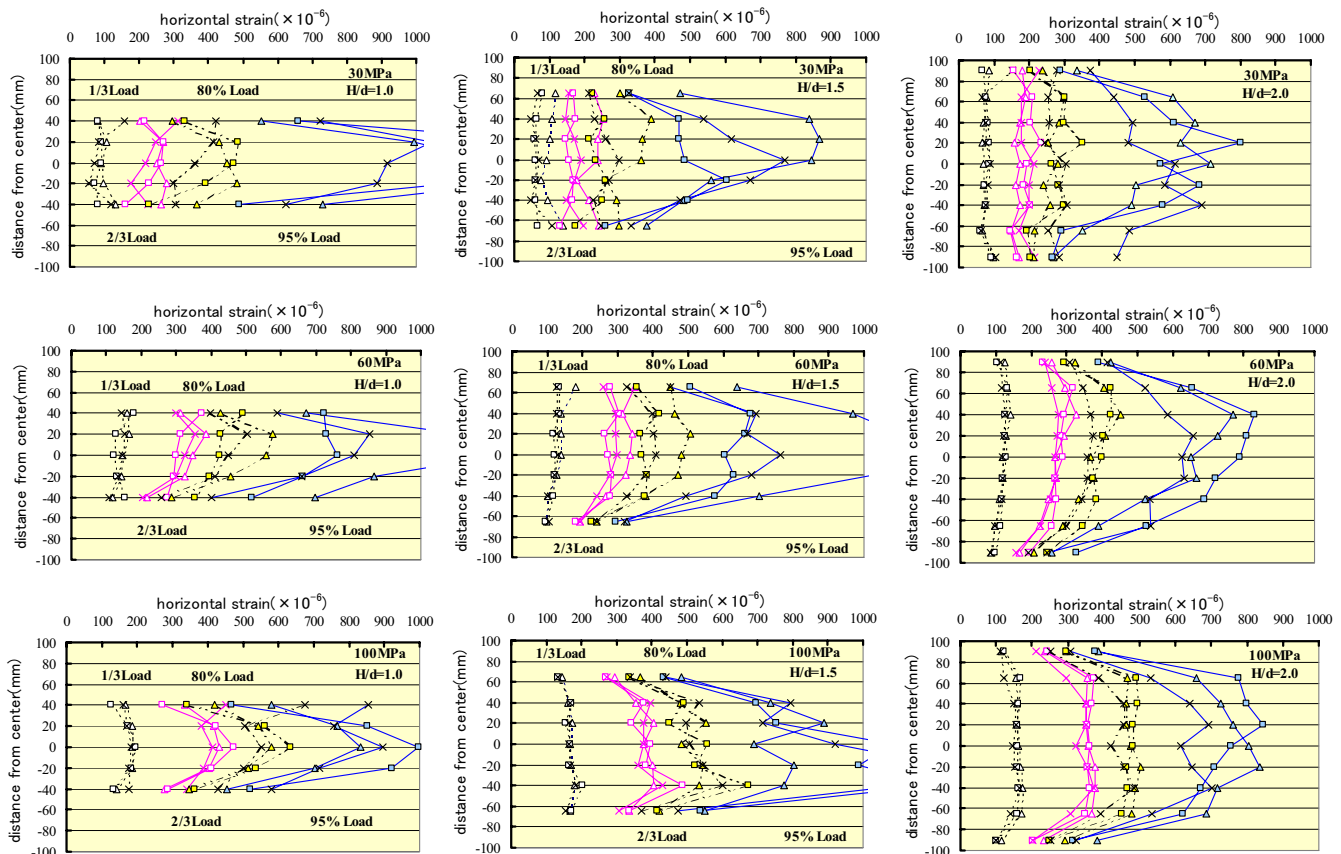 horizontal strain(×10⁻⁶)
0 100 200 300 400 500 600 700 800 900 1000
distance from center(mm)
100
80
60
40
20
0
-20
-40
-60
-80
-100
30MPa
1/3Load 80% Load H/d=1.0
2/3Load 95% Load
horizontal strain(×10⁻⁶)
0 100 200 300 400 500 600 700 800 900 1000
distance from center(mm)
100
80
60
40
20
0
-20
-40
-60
-80
-100
1/3Load 80% Load 30MPa
H/d=1.5
2/3Load 95% Load
horizontal strain(×10⁻⁶)
0 100 200 300 400 500 600 700 800 900 1000
distance from center(mm)
100
80
60
40
20
0
-20
-40
-60
-80
-100
30MPa
H/d=2.0
horizontal strain(×10⁻⁶)
0 100 200 300 400 500 600 700 800 900 1000
distance from center(mm)
100
80
60
40
20
0
-20
-40
-60
-80
-100
60MPa
1/3Load 80% Load H/d=1.0
2/3Load 95% Load
horizontal strain(×10⁻⁶)
0 100 200 300 400 500 600 700 800 900 1000
distance from center(mm)
100
80
60
40
20
0
-20
-40
-60
-80
-100
1/3Load 80% Load 60MPa
H/d=1.5
2/3Load 95% Load
horizontal strain(×10⁻⁶)
0 100 200 300 400 500 600 700 800 900 1000
distance from center(mm)
100
80
60
40
20
0
-20
-40
-60
-80
-100
60MPa
H/d=2.0
horizontal strain(×10⁻⁶)
0 100 200 300 400 500 600 700 800 900 1000
distance from center(mm)
100
80
60
40
20
0
-20
-40
-60
-80
-100
100MPa
1/3Load 80% Load H/d=1.0
2/3Load 95% Load
horizontal strain(×10⁻⁶)
0 100 200 300 400 500 600 700 800 900 1000
distance from center(mm)
100
80
60
40
20
0
-20
-40
-60
-80
-100
1/3Load 80% Load 100MPa
H/d=1.5
2/3Load 95% Load
horizontal strain(×10⁻⁶)
0 100 200 300 400 500 600 700 800 900 1000
distance from center(mm)
100
80
60
40
20
0
-20
-40
-60
-80
-100
100MPa
H/d=2.0